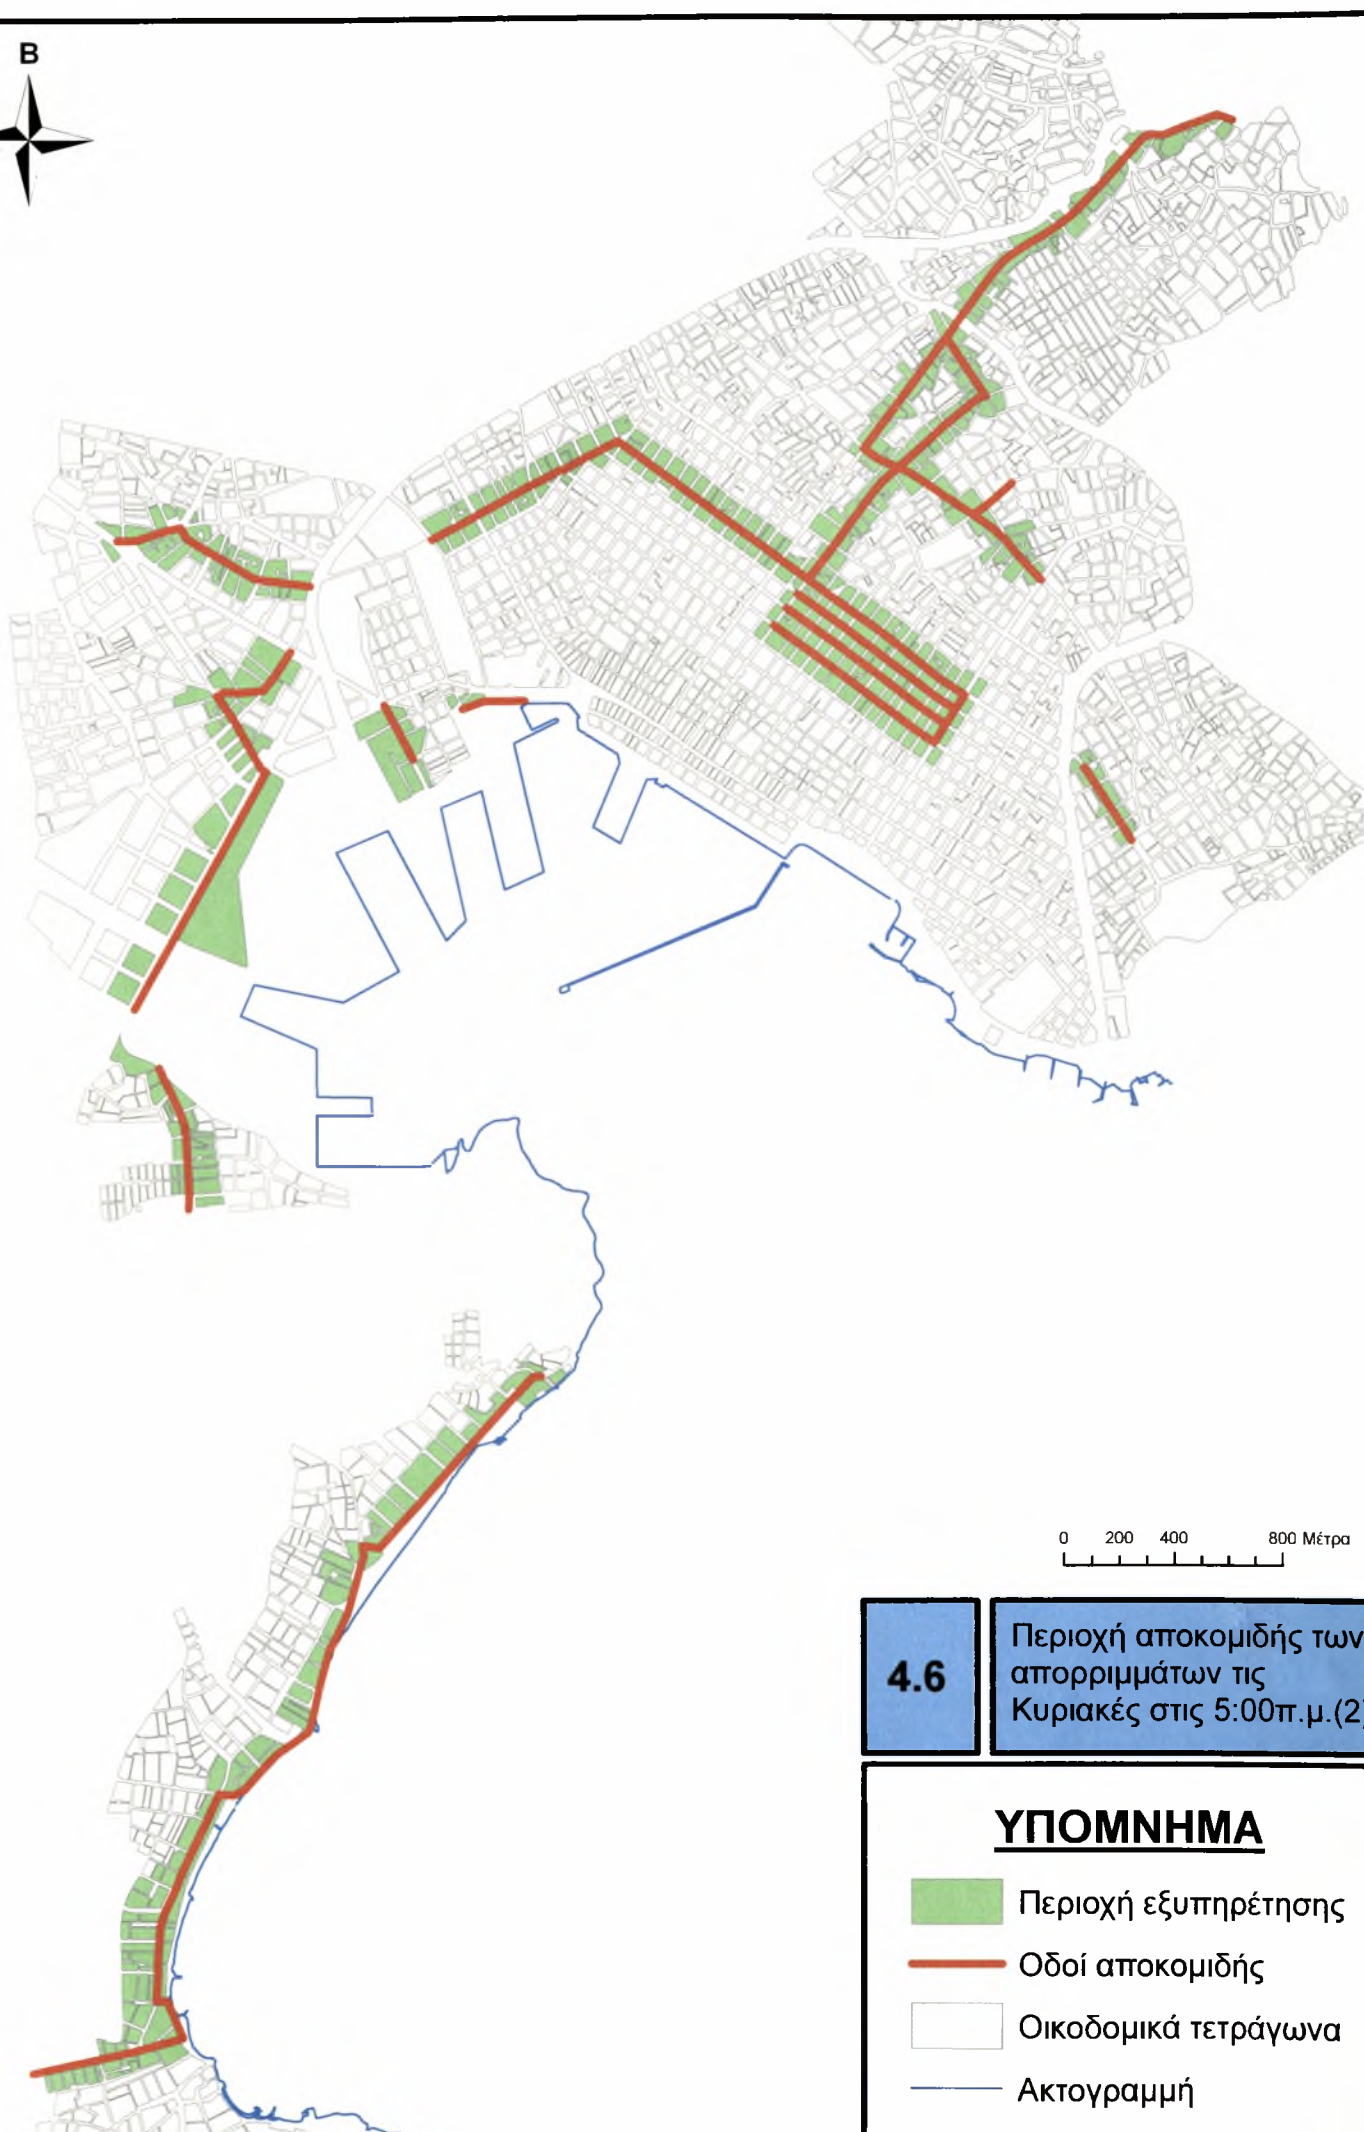 Β
0 200 400 800 Μέτρα
4.6
Περιοχή αποκομιδής των
απορριμμάτων τις
Κυριακές στις 5:00π.μ.(2)
ΥΠΟΜΝΗΜΑ
Περιοχή εξυπηρέτησης
Οδοί αποκομιδής
Οικοδομικά τετράγωνα
Ακτογραμμή